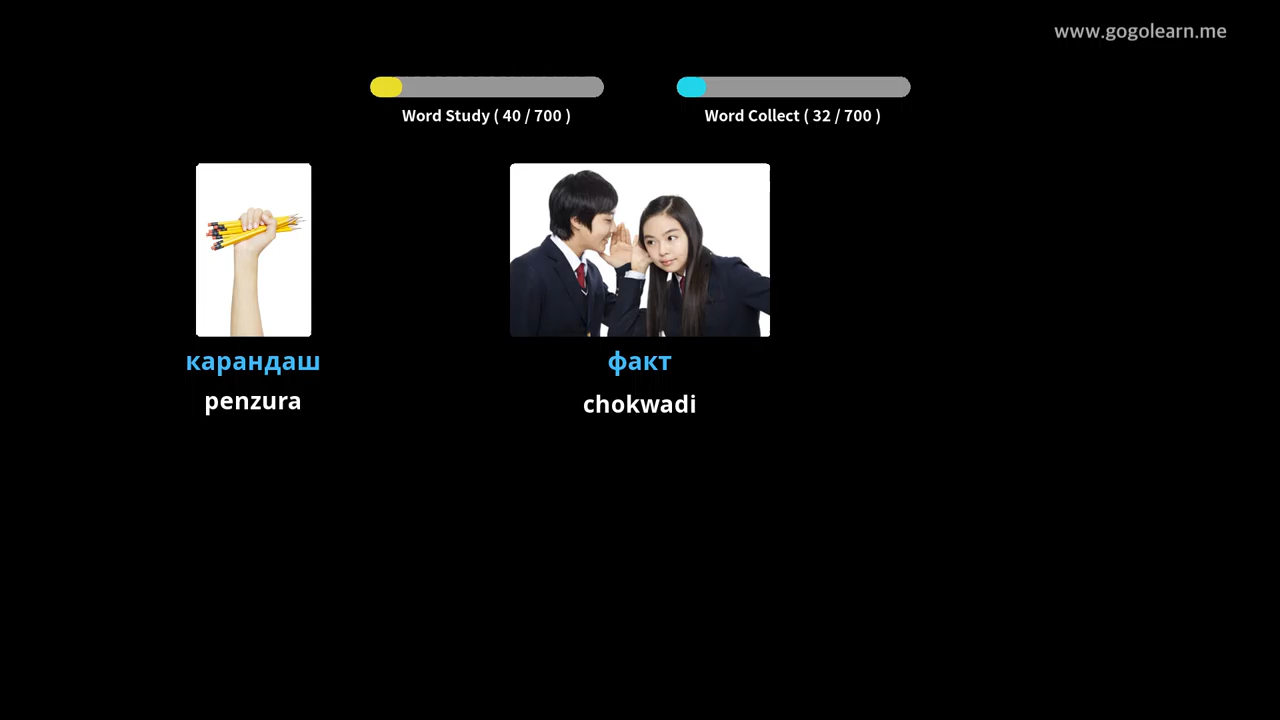 www.gogolearn.me
Word Study ( 40 / 700 )
Word Collect ( 32 / 700 )
карандаш
penzura
факт
chokwadi